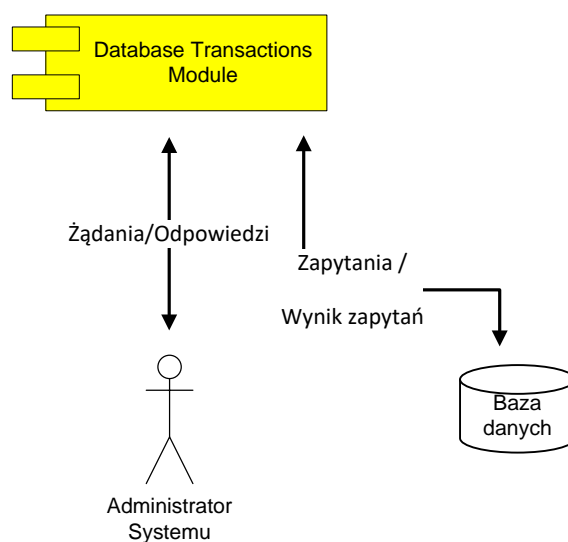 Database Transactions
Module
Żądania/Odpowiedzi
Zapytania /
Wynik zapytań
Baza
danych
Administrator
Systemu